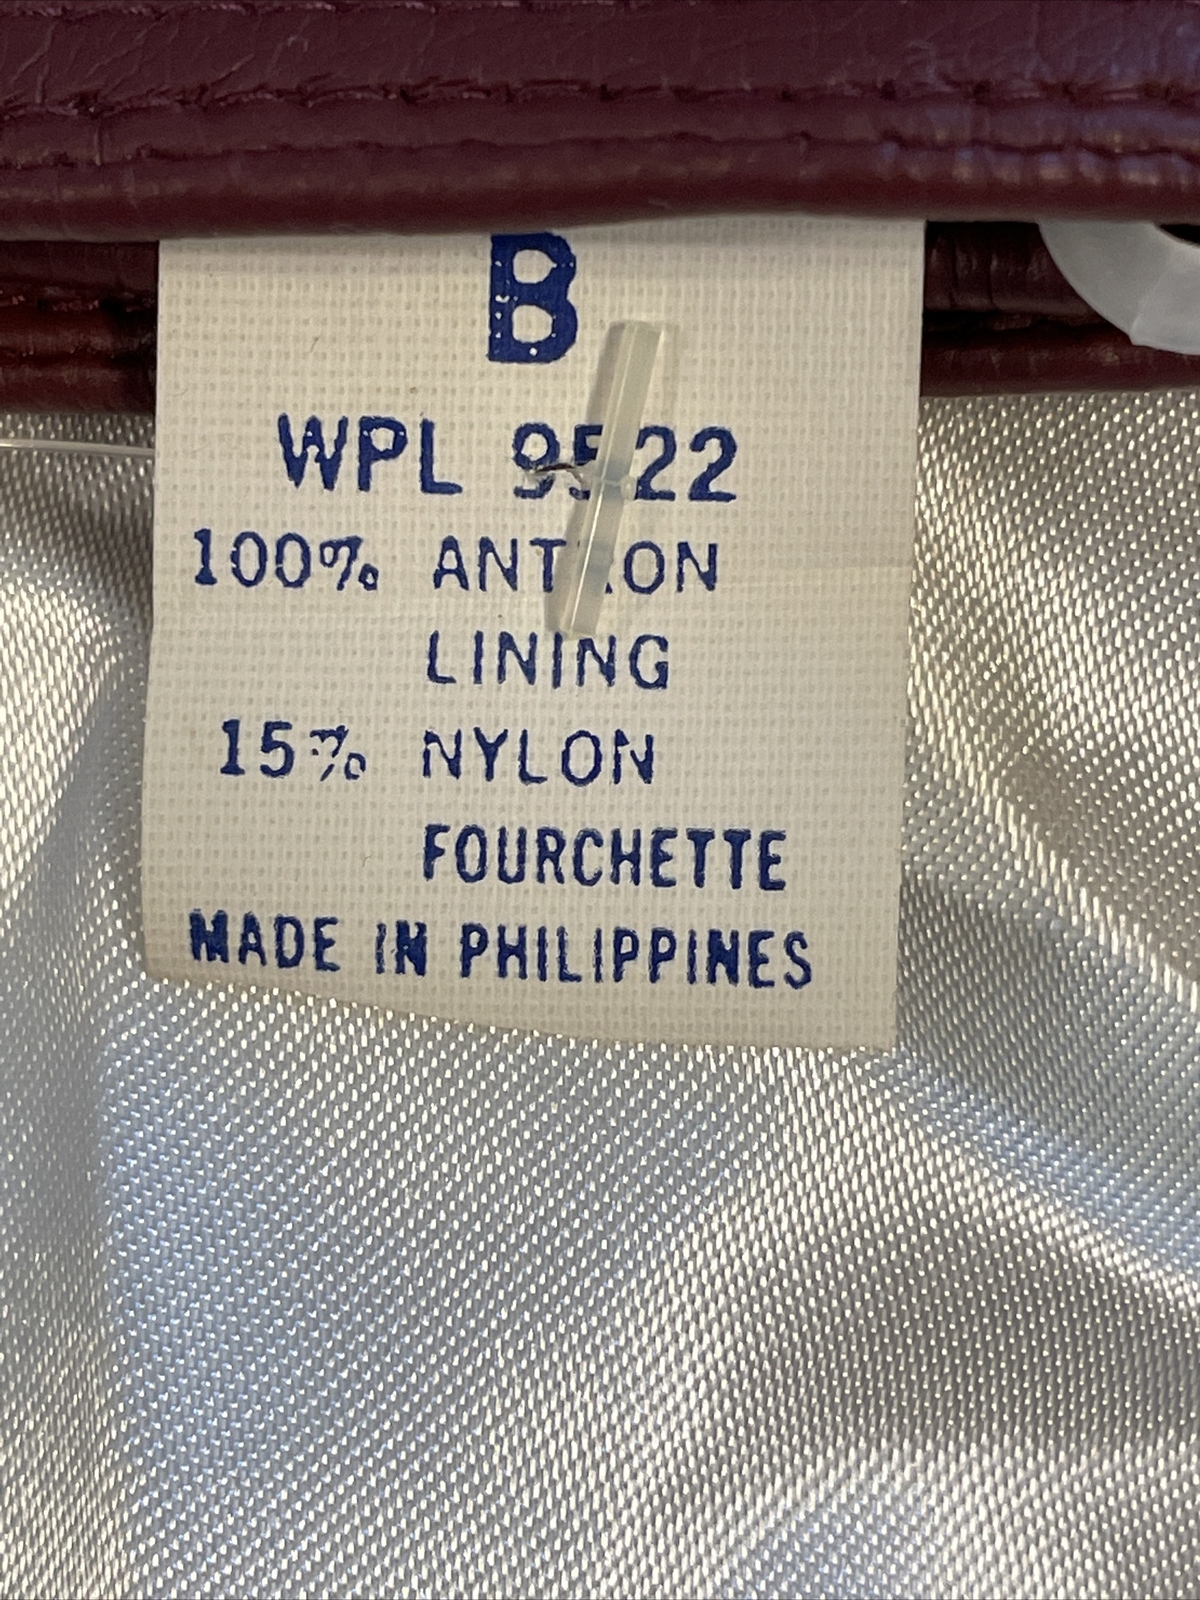 B
WPL 9522
100% ANTRON
LINING
15% NYLON
FOURCHETTE
MADE IN PHILIPPINES